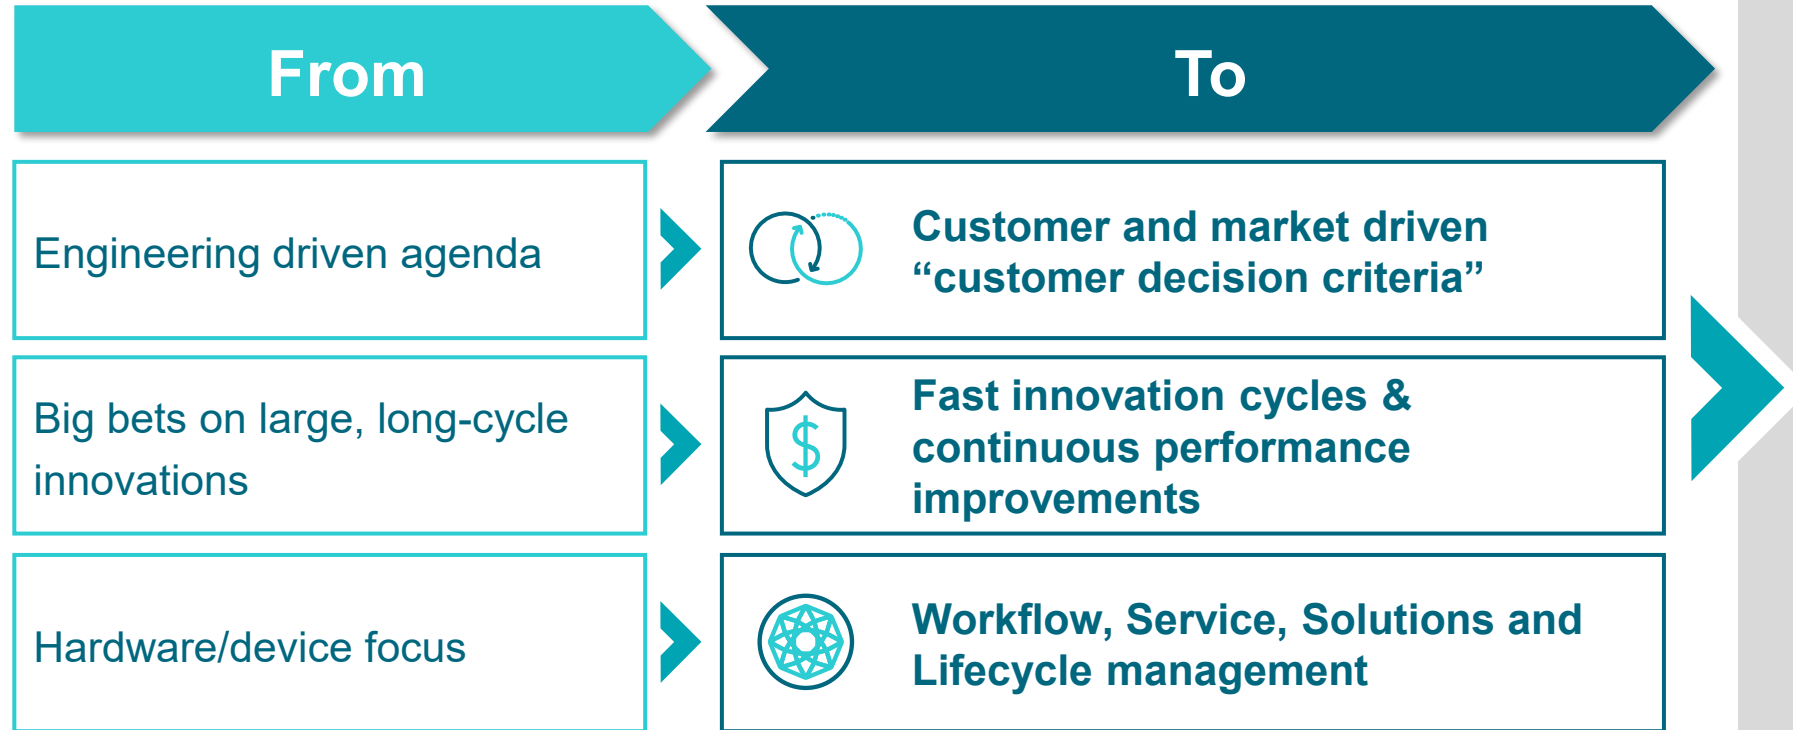 From
To
Engineering driven agenda
Customer and market driven
“customer decision criteria”
Big bets on large, long-cycle
innovations
Fast innovation cycles &
continuous performance
improvements
Hardware/device focus
Workflow, Service, Solutions and
Lifecycle management